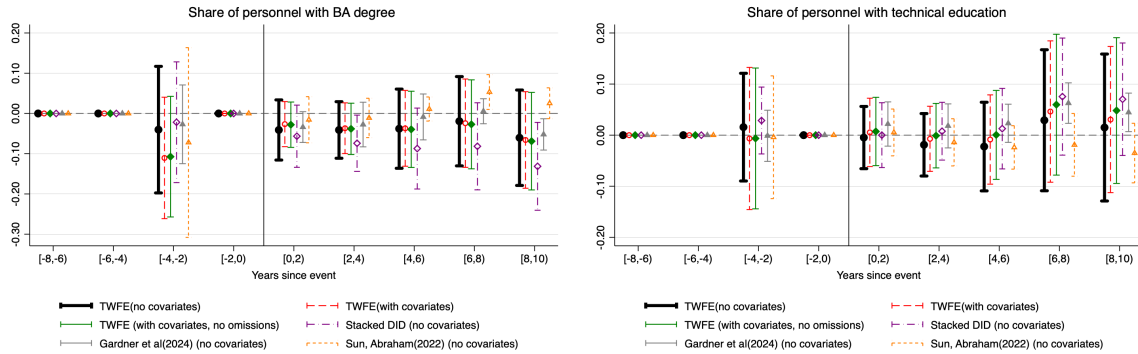 Share of personnel with BA degree
0.20
0.10
0.00
-0.10
-0.20
-0.30
[-8,-6) [-6,-4) [-4,-2) [-2,0) [0,2) [2,4) [4,6) [6,8) [8,10)
Years since event
TWFE(no covariates) TWFE(with covariates)
TWFE (with covariates, no omissions) Stacked DID (no covariates)
Gardner et al(2024) (no covariates) Sun, Abraham(2022) (no covariates)
Share of personnel with technical education
0.20
0.10
0.00
-0.10
-0.20
[-8,-6) [-6,-4) [-4,-2) [-2,0) [0,2) [2,4) [4,6) [6,8) [8,10)
Years since event
TWFE(no covariates) TWFE(with covariates)
TWFE (with covariates, no omissions) Stacked DID (no covariates)
Gardner et al(2024) (no covariates) Sun, Abraham(2022) (no covariates)